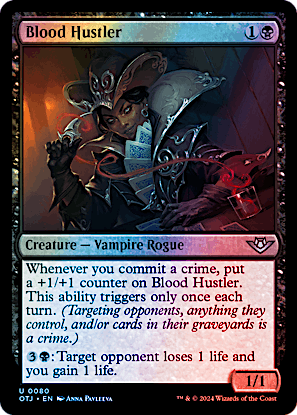 Blood Hustler 1
Creature — Vampire Rogue
Whenever you commit a crime, put
a +1/+1 counter on Blood Hustler.
This ability triggers only once each
turn. (Targeting opponents, anything they
control, and/or cards in their graveyards is
a crime.)
3 : Target opponent loses 1 life and
you gain 1 life.
1/1
U 0080
OTJ • EN Anna Pavleeva ™ & © 2024 Wizards of the Coast